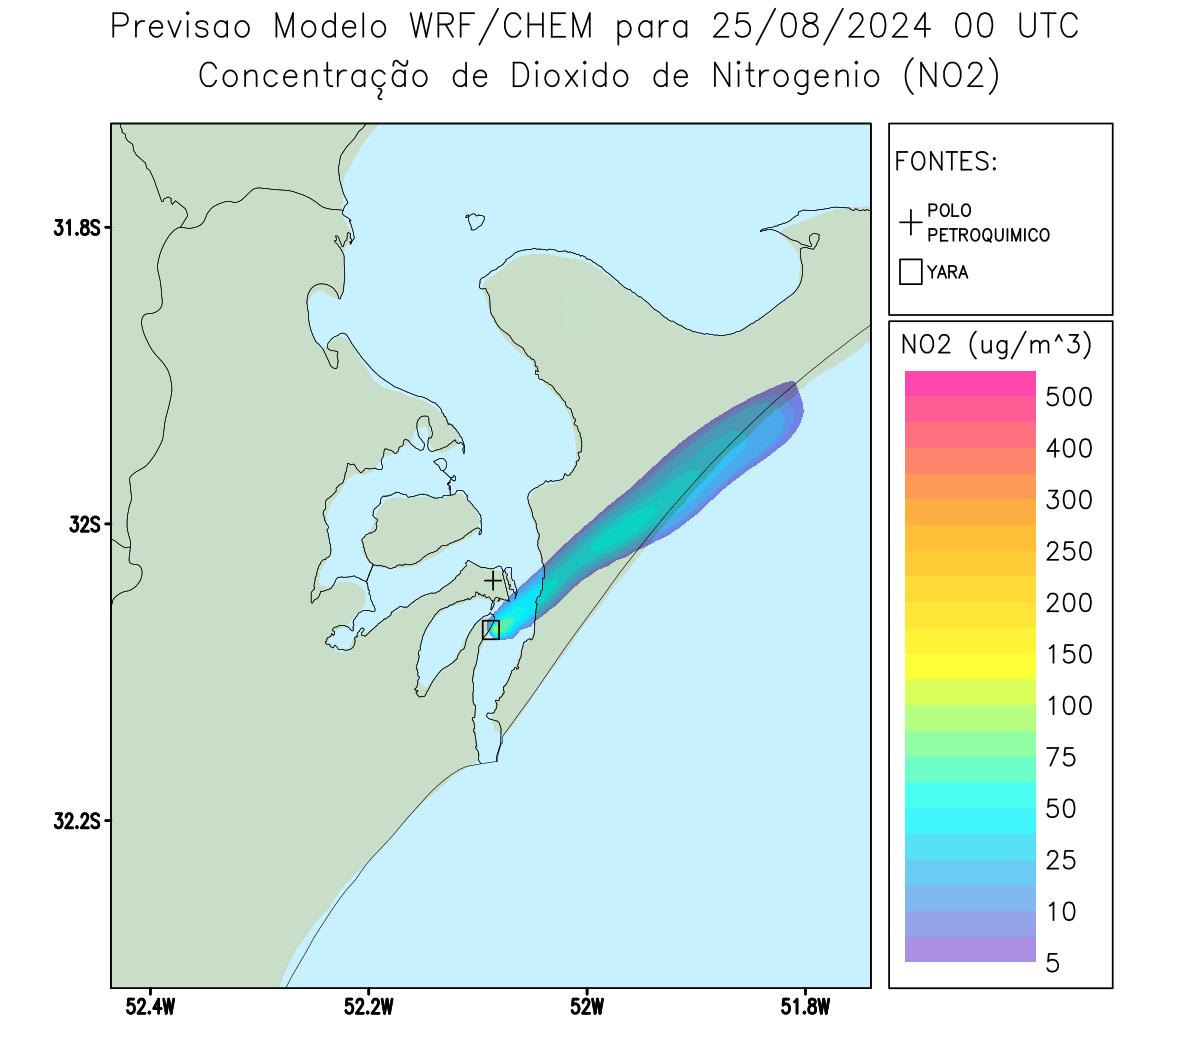 Previsao Modelo WRF/CHEM para 25/08/2024 00 UTC
Concentração de Dioxido de Nitrogenio (NO2)
FONTES:
POLO
PETROQUIMICO
YARA
31.8S
32S
32.2S
52.4W
52.2W
52W
51.8W
NO2 (ug/m^3)
500
400
300
250
200
150
100
75
50
25
10
5